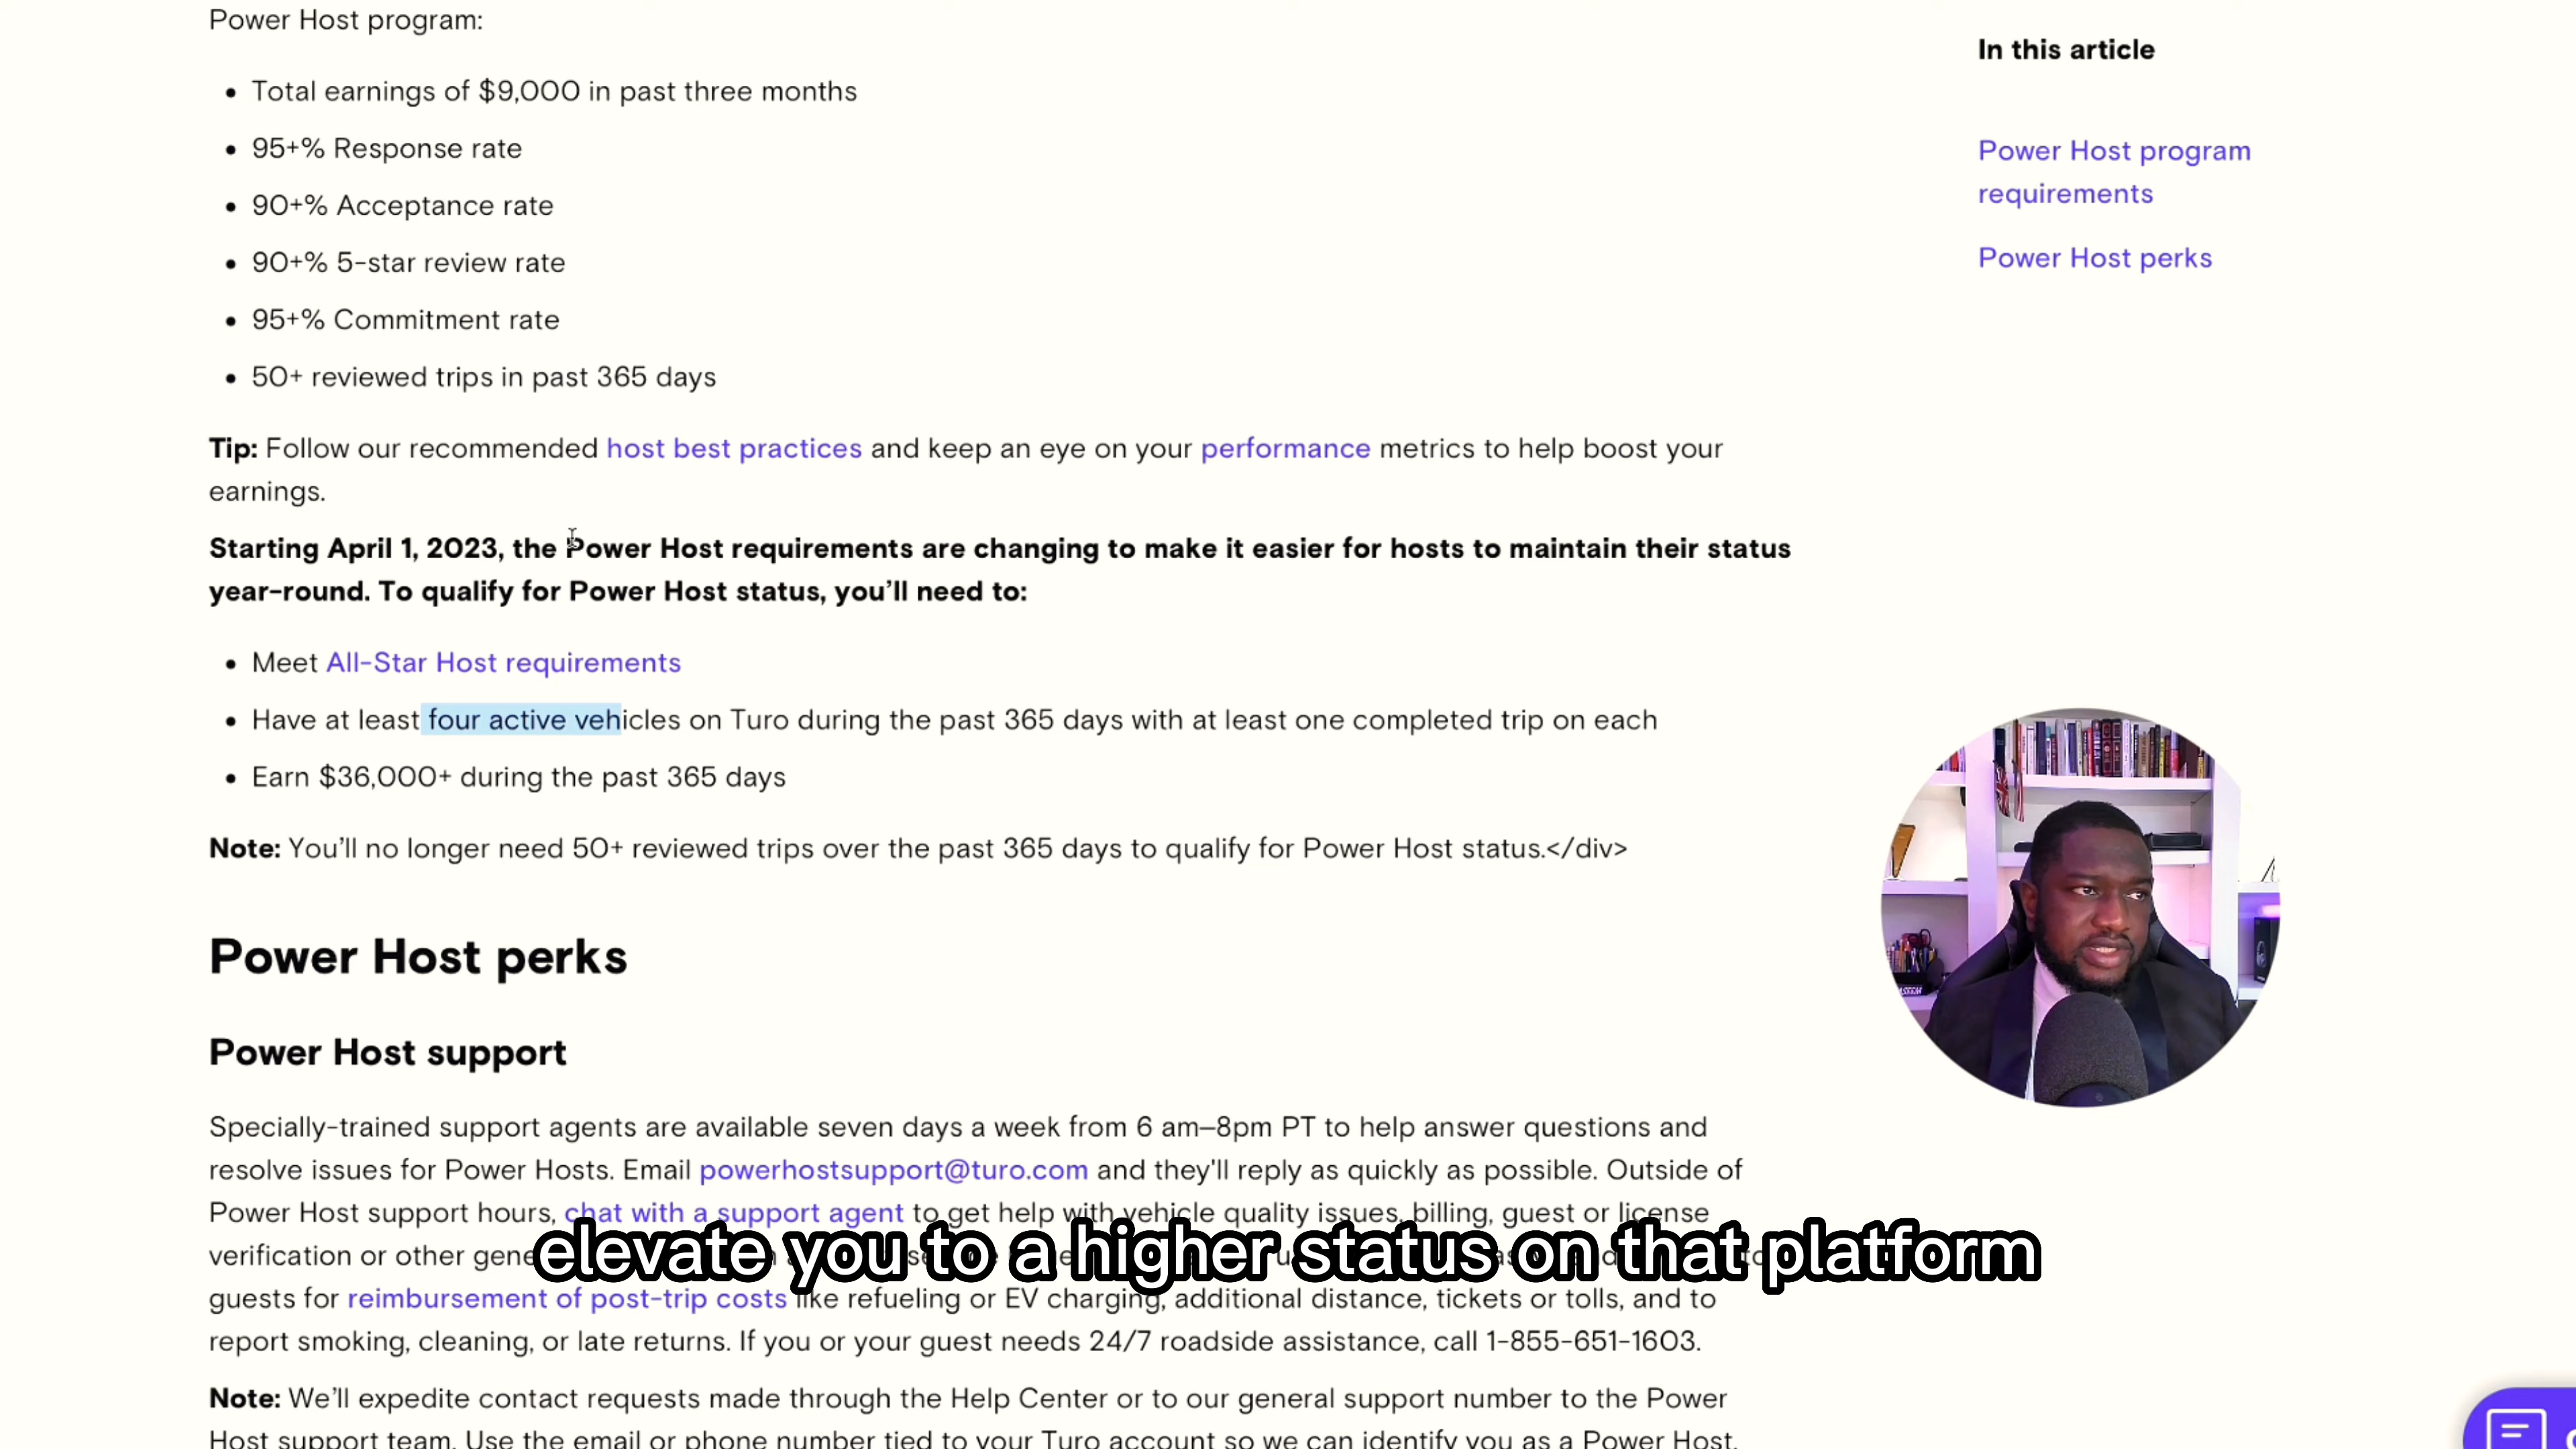 Power Host program:
• Total earnings of $9,000 in past three months
• 95+% Response rate
• 90+% Acceptance rate
• 90+% 5-star review rate
• 95+% Commitment rate
• 50+ reviewed trips in past 365 days
Tip: Follow our recommended host best practices and keep an eye on your performance metrics to help boost your
earnings.
Starting April 1, 2023, the Power Host requirements are changing to make it easier for hosts to maintain their status
year-round. To qualify for Power Host status, you’ll need to:
• Meet All-Star Host requirements
• Have at least four active vehicles on Turo during the past 365 days with at least one completed trip on each
• Earn $36,000+ during the past 365 days
Note: You’ll no longer need 50+ reviewed trips over the past 365 days to qualify for Power Host status.</div>
Power Host perks
Power Host support
Specially-trained support agents are available seven days a week from 6 am–8pm PT to help answer questions and
resolve issues for Power Hosts. Email powerhostsupport@turo.com and they'll reply as quickly as possible. Outside of
Power Host support hours, chat with a support agent to get help with vehicle quality issues, billing, guest or license
verification or other
guests for reimbursement of post-trip costs like refueling or EV charging, additional distance, tickets or tolls, and to
report smoking, cleaning, or late returns. If you or your guest needs 24/7 roadside assistance, call 1-855-651-1603.
Note: We’ll expedite contact requests made through the Help Center or to our general support number to the Power
Host support team. Use the email or phone number tied to your Turo account so we can identify you as a Power Host.
In this article
Power Host program
requirements
Power Host perks
elevate you to a higher status on that platform